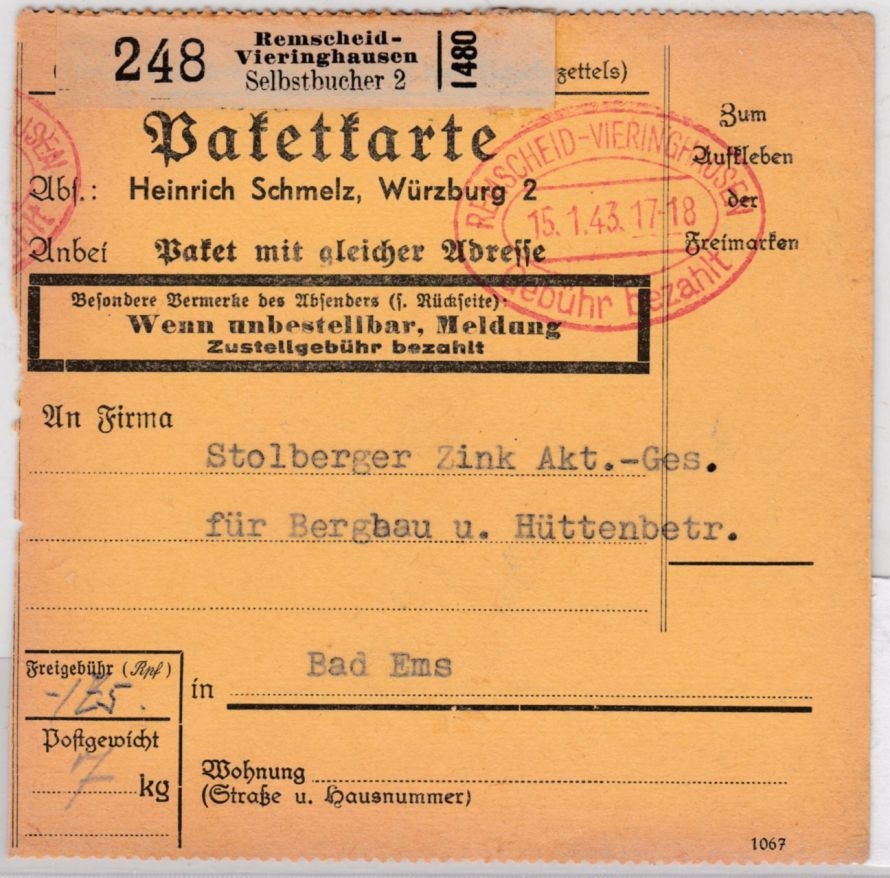 248 Remscheid-
Vieringhausen
Selbstbucher 2
1480
zettels)
Paketkarte
Abs.: Heinrich Schmelz, Würzburg 2
Anbei Paket mit gleicher Adresse
Besondere Vermerke des Absenders (s. Rückseite):
Wenn unbestellbar, Meldung
Zustellgebühr bezahlt
Zum
Aufkleben
der
Freimarken
REMSCHEID-VIERINGHAUSEN
15.1.43.17-18
Gebühr bezahlt
An Firma
Stolberger Zink Akt.-Ges.
für Bergbau u. Hüttenbetr.
Bad Ems
in
Freigebühr (Rpf)
Postgewicht
7 kg
Wohnung
(Straße u. Hausnummer)
1067